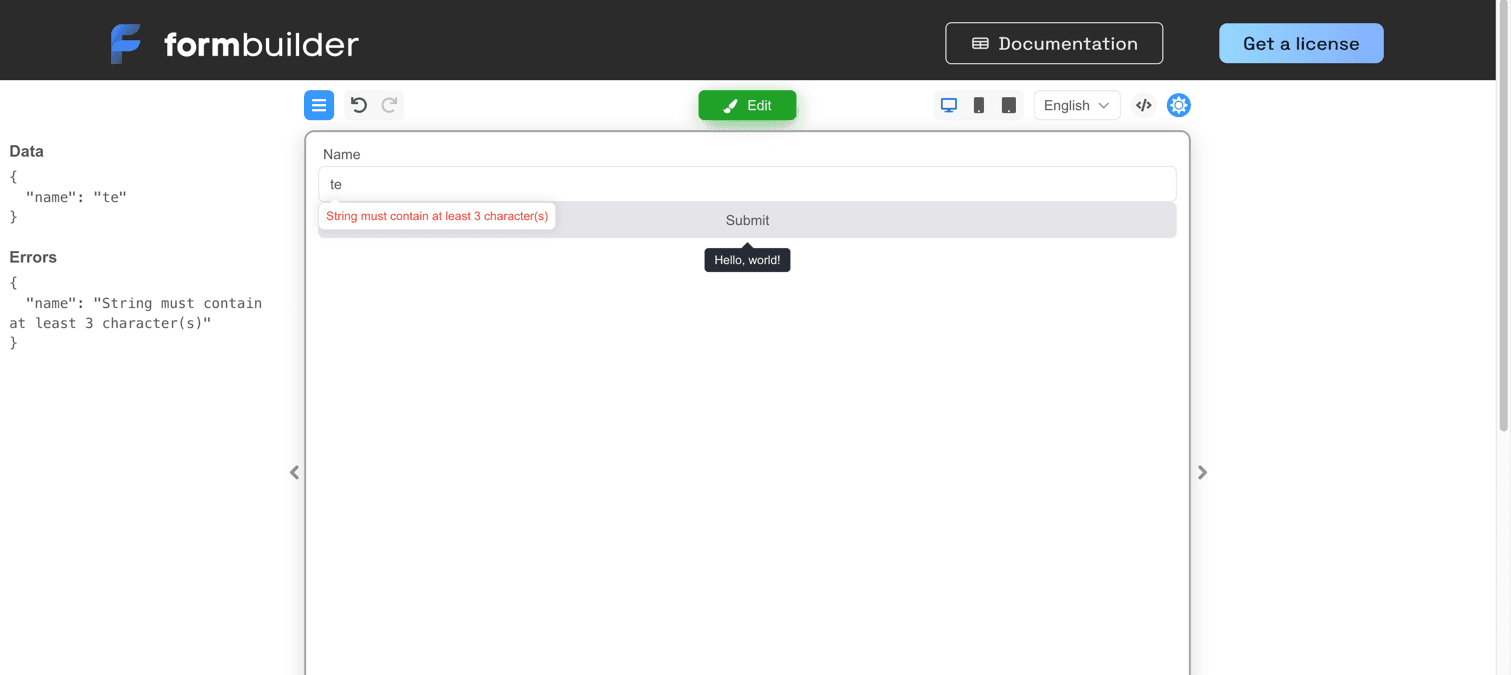 formbuilder
Documentation
Get a license
Edit
English
Data
{
"name": "te"
}
Errors
{
"name": "String must contain
at least 3 character(s)"
}
Name
te
String must contain at least 3 character(s)
Submit
Hello, world!